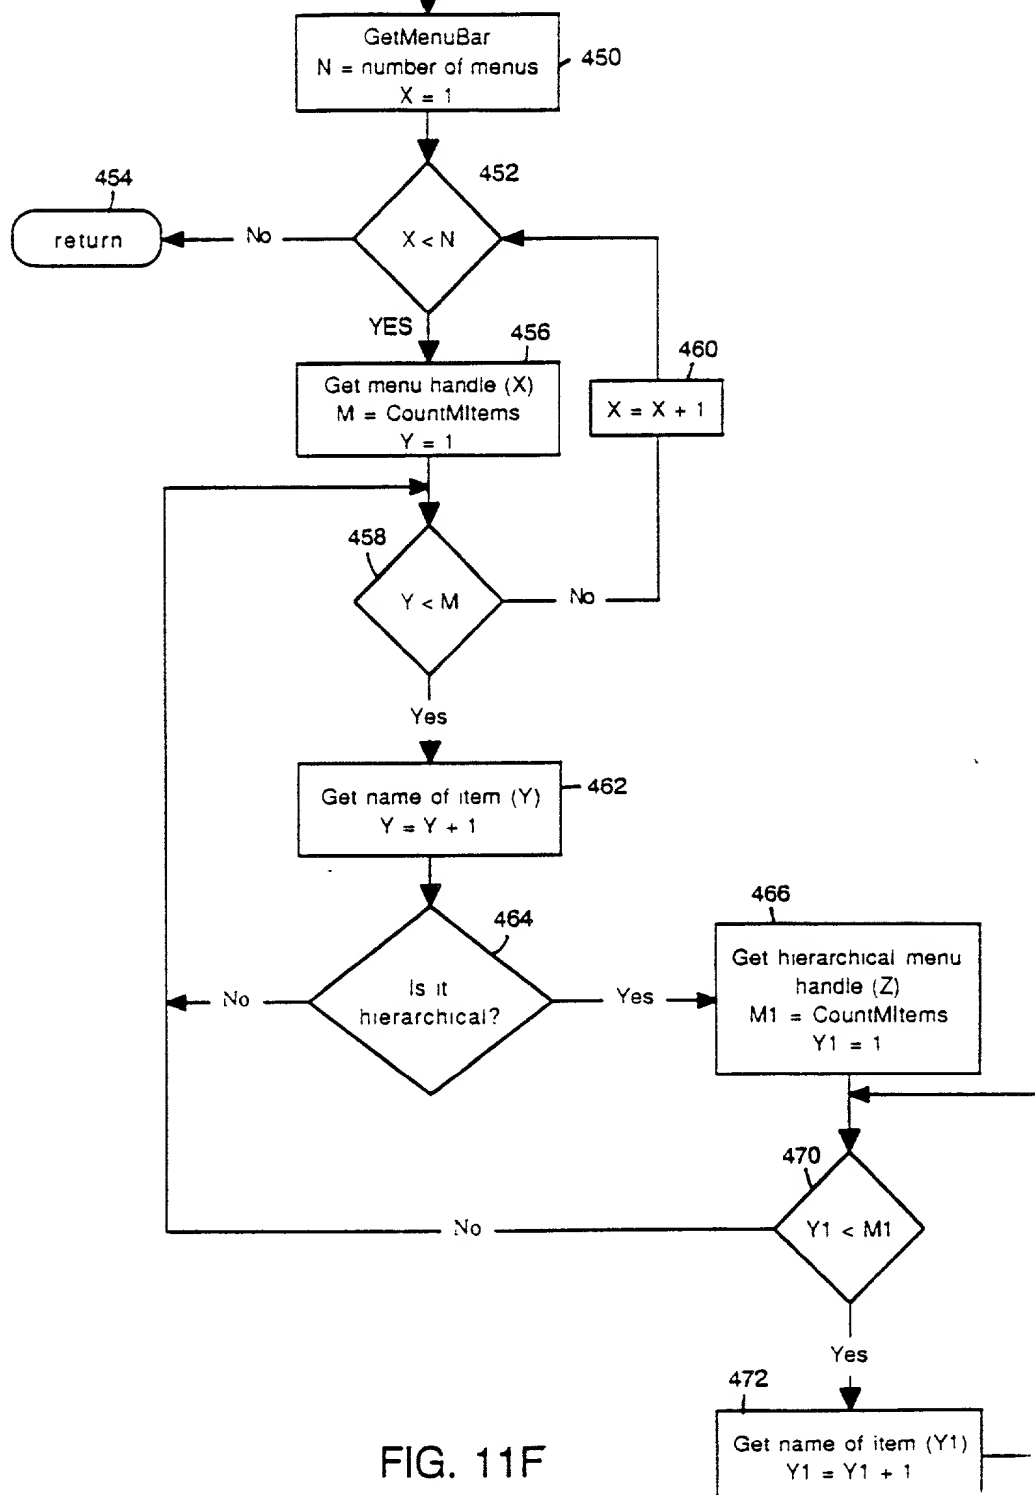 GetMenuBar
N = number of menus
X = 1
450
452
454
return
No
X < N
YES
456
Get menu handle (X)
M = CountMItems
Y = 1
460
X = X + 1
458
Y < M
No
Yes
Get name of item (Y)
Y = Y + 1
462
464
Is it
hierarchical?
No
Yes
466
Get hierarchical menu
handle (Z)
M1 = CountMItems
Y1 = 1
470
Y1 < M1
No
Yes
472
Get name of item (Y1)
Y1 = Y1 + 1
FIG. 11F